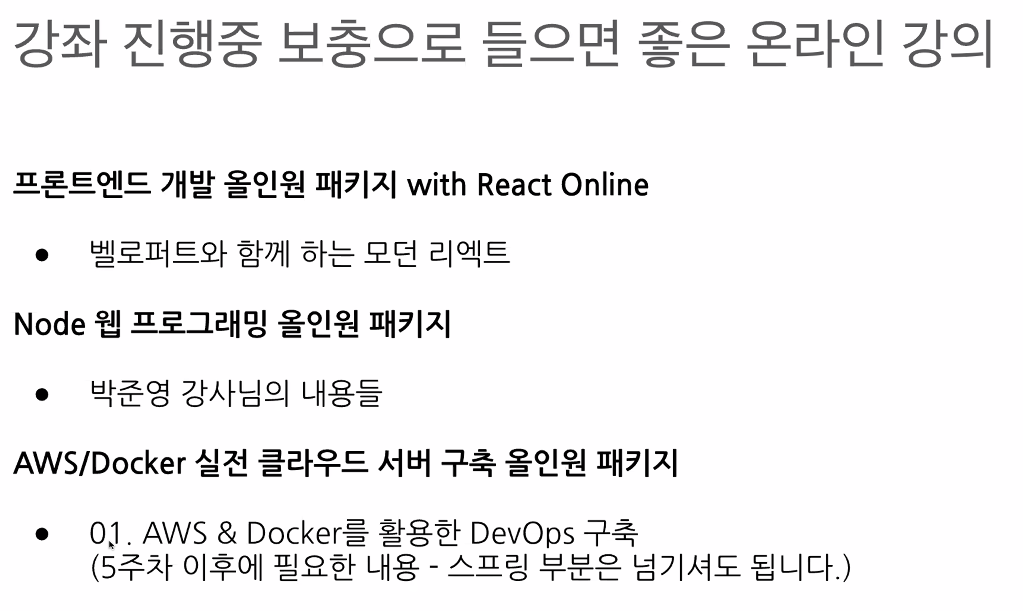 강좌 진행중 보충으로 들으면 좋은 온라인 강의
프론트엔드 개발 올인원 패키지 with React Online
● 벨로퍼트와 함께 하는 모던 리엑트
Node 웹 프로그래밍 올인원 패키지
● 박준영 강사님의 내용들
AWS/Docker 실전 클라우드 서버 구축 올인원 패키지
● 01. AWS & Docker를 활용한 DevOps 구축
(5주차 이후에 필요한 내용 - 스프링 부분은 넘기셔도 됩니다.)